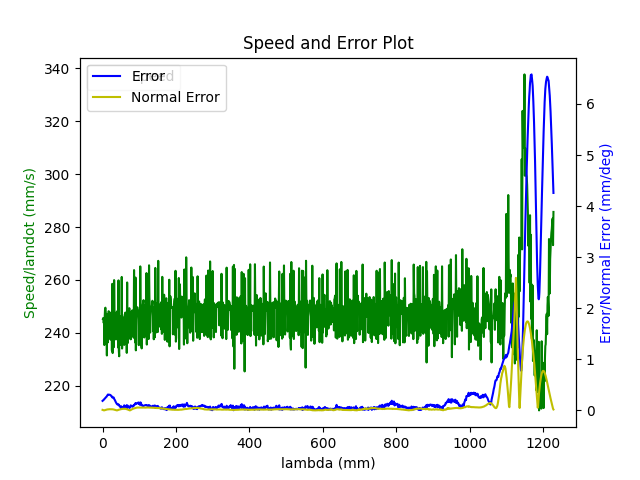 Speed and Error Plot
Error
Normal Error
340
320
300
280
260
240
220
6
5
4
3
2
1
0
Speed/lamdot (mm/s)
Error/Normal Error (mm/deg)
0 200 400 600 800 1000 1200
lambda (mm)